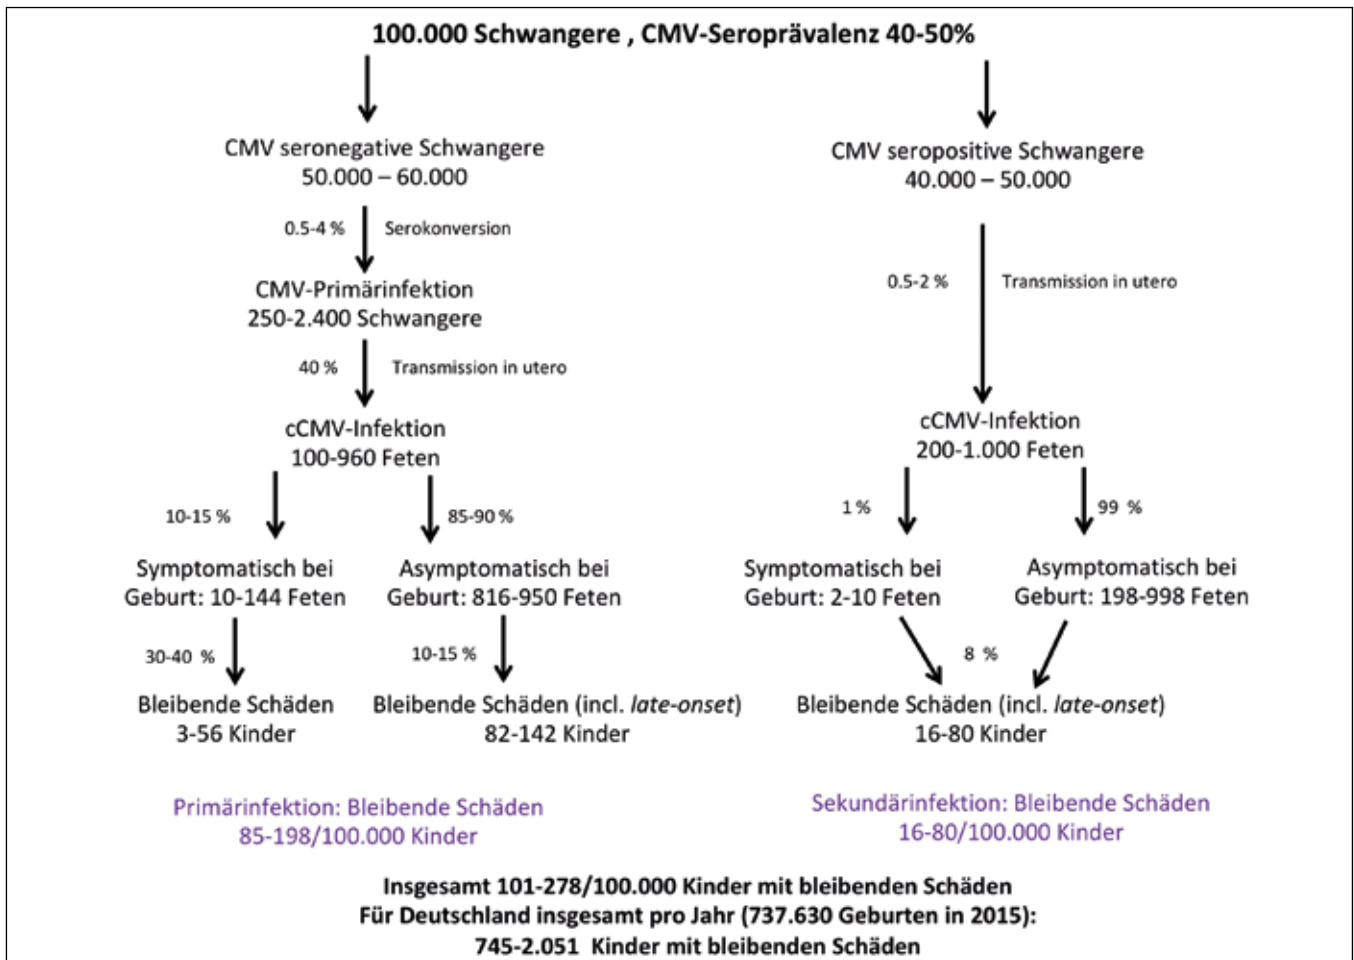 100.000 Schwangere , CMV-Seroprävalenz 40-50%
CMV seronegative Schwangere
50.000 – 60.000
0.5-4 % Serokonversion
CMV-Primärinfektion
250-2.400 Schwangere
40 % Transmission in utero
cCMV-Infektion
100-960 Feten
10-15 %
85-90 %
Symptomatisch bei
Geburt: 10-144 Feten
Asymptomatisch bei
Geburt: 816-950 Feten
30-40 %
10-15 %
Bleibende Schäden
3-56 Kinder
Bleibende Schäden (incl. late-onset)
82-142 Kinder
Primärinfektion: Bleibende Schäden
85-198/100.000 Kinder
CMV seropositive Schwangere
40.000 – 50.000
0.5-2 % Transmission in utero
cCMV-Infektion
200-1.000 Feten
1 %
99 %
Symptomatisch bei
Geburt: 2-10 Feten
Asymptomatisch bei
Geburt: 198-998 Feten
8 %
Bleibende Schäden (incl. late-onset)
16-80 Kinder
Sekundärinfektion: Bleibende Schäden
16-80/100.000 Kinder
Insgesamt 101-278/100.000 Kinder mit bleibenden Schäden
Für Deutschland insgesamt pro Jahr (737.630 Geburten in 2015):
745-2.051 Kinder mit bleibenden Schäden